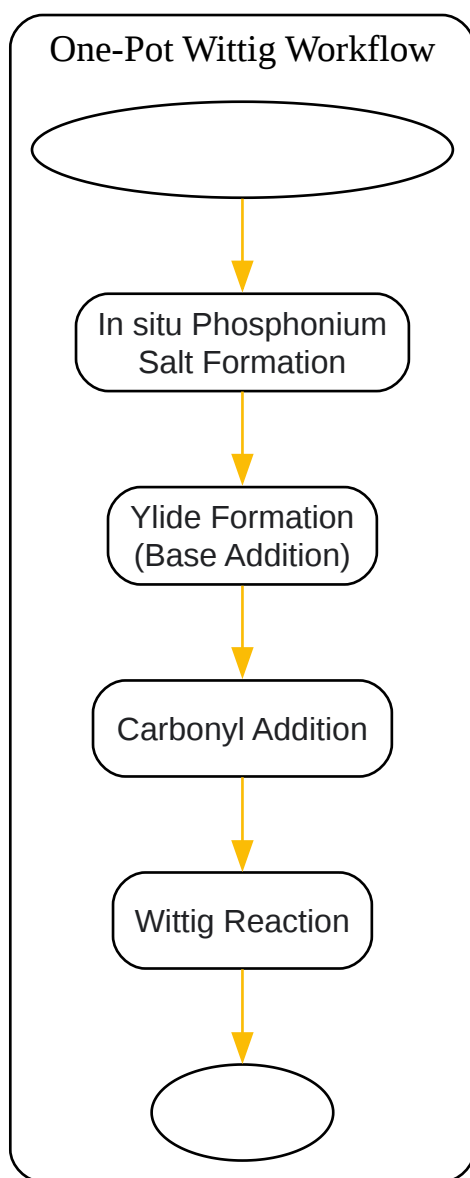 One-Pot Wittig Workflow
In situ Phosphonium
Salt Formation
Ylide Formation
(Base Addition)
Carbonyl Addition
Wittig Reaction